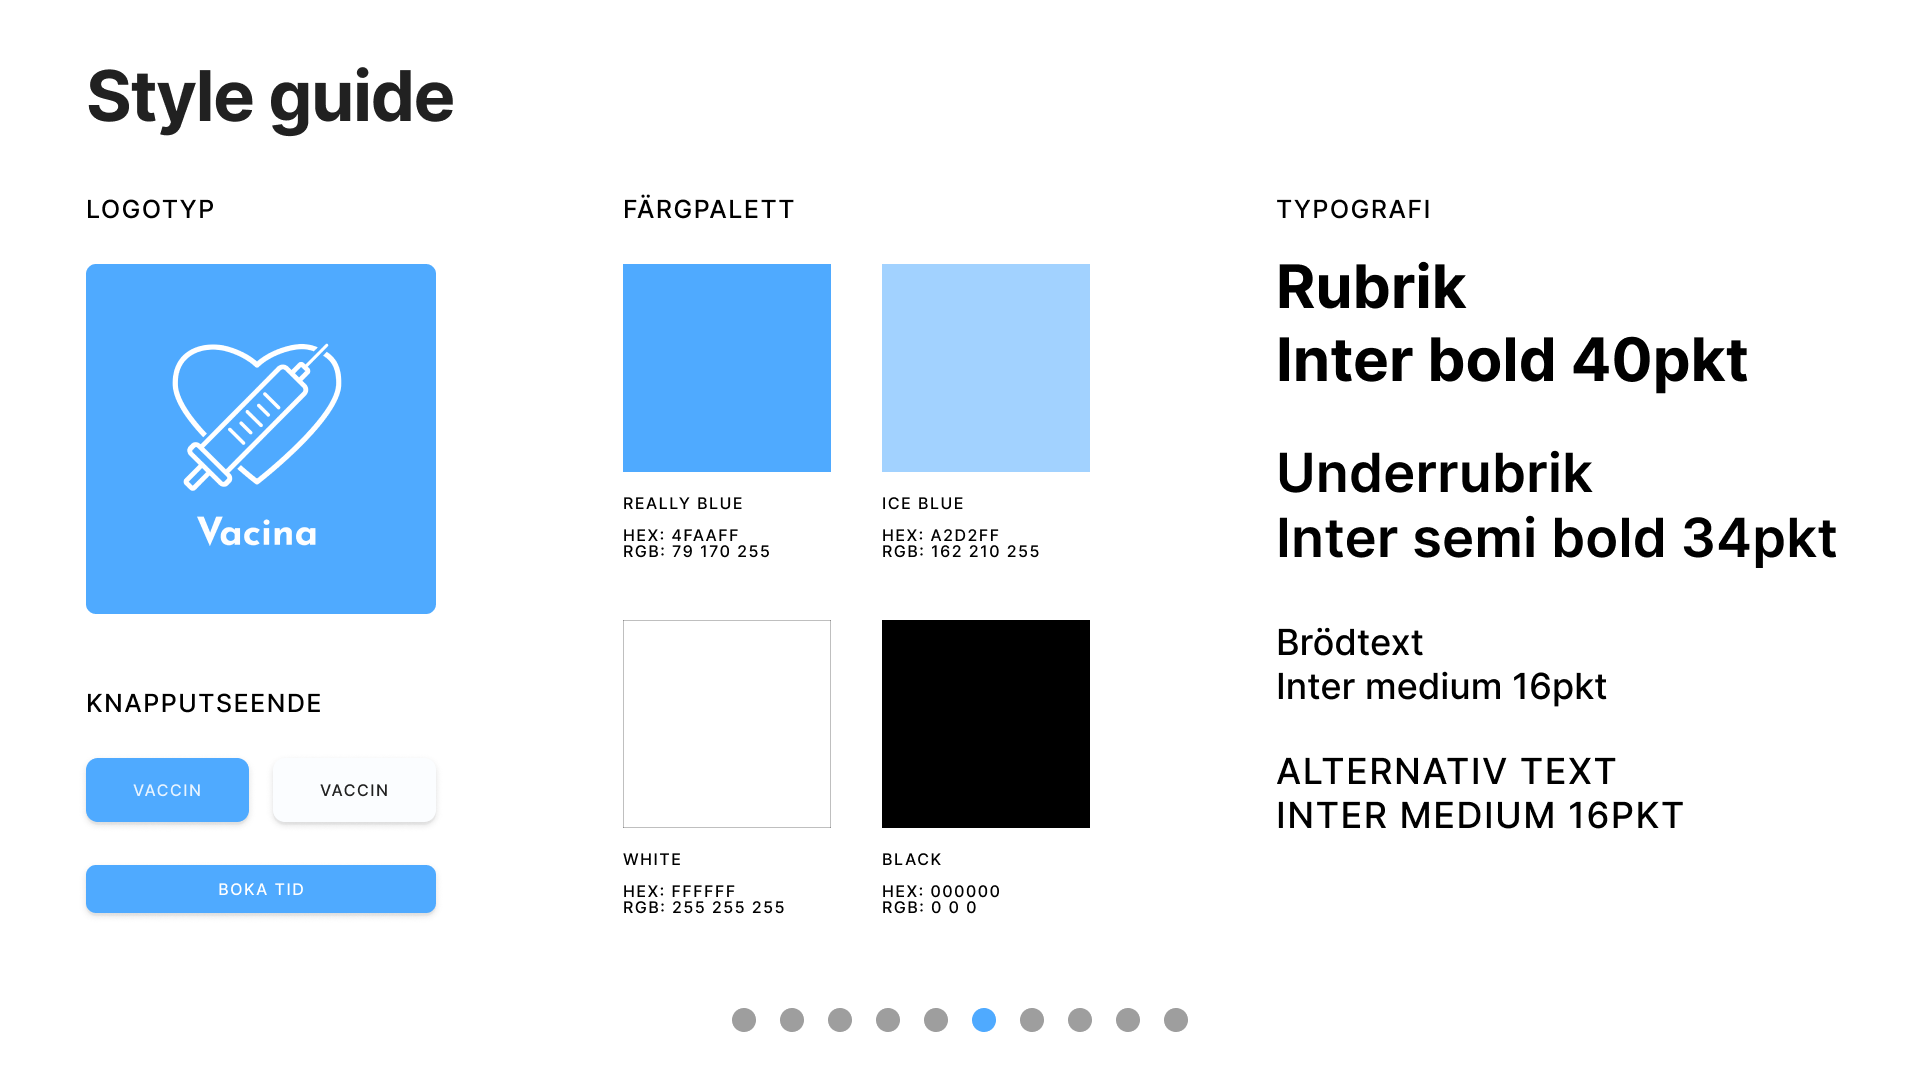 Style guide
LOGOTYP
Vacina
KNAPPUTSEENDE
VACCIN
VACCIN
BOKA TID
FÄRGPALETT
REALLY BLUE
HEX: 4FAAFF
RGB: 79 170 255
ICE BLUE
HEX: A2D2FF
RGB: 162 210 255
WHITE
HEX: FFFFFF
RGB: 255 255 255
BLACK
HEX: 000000
RGB: 0 0 0
TYPOGRAFI
Rubrik
Inter bold 40pkt
Underrubrik
Inter semi bold 34pkt
Brödtext
Inter medium 16pkt
ALTERNATIV TEXT
INTER MEDIUM 16PKT